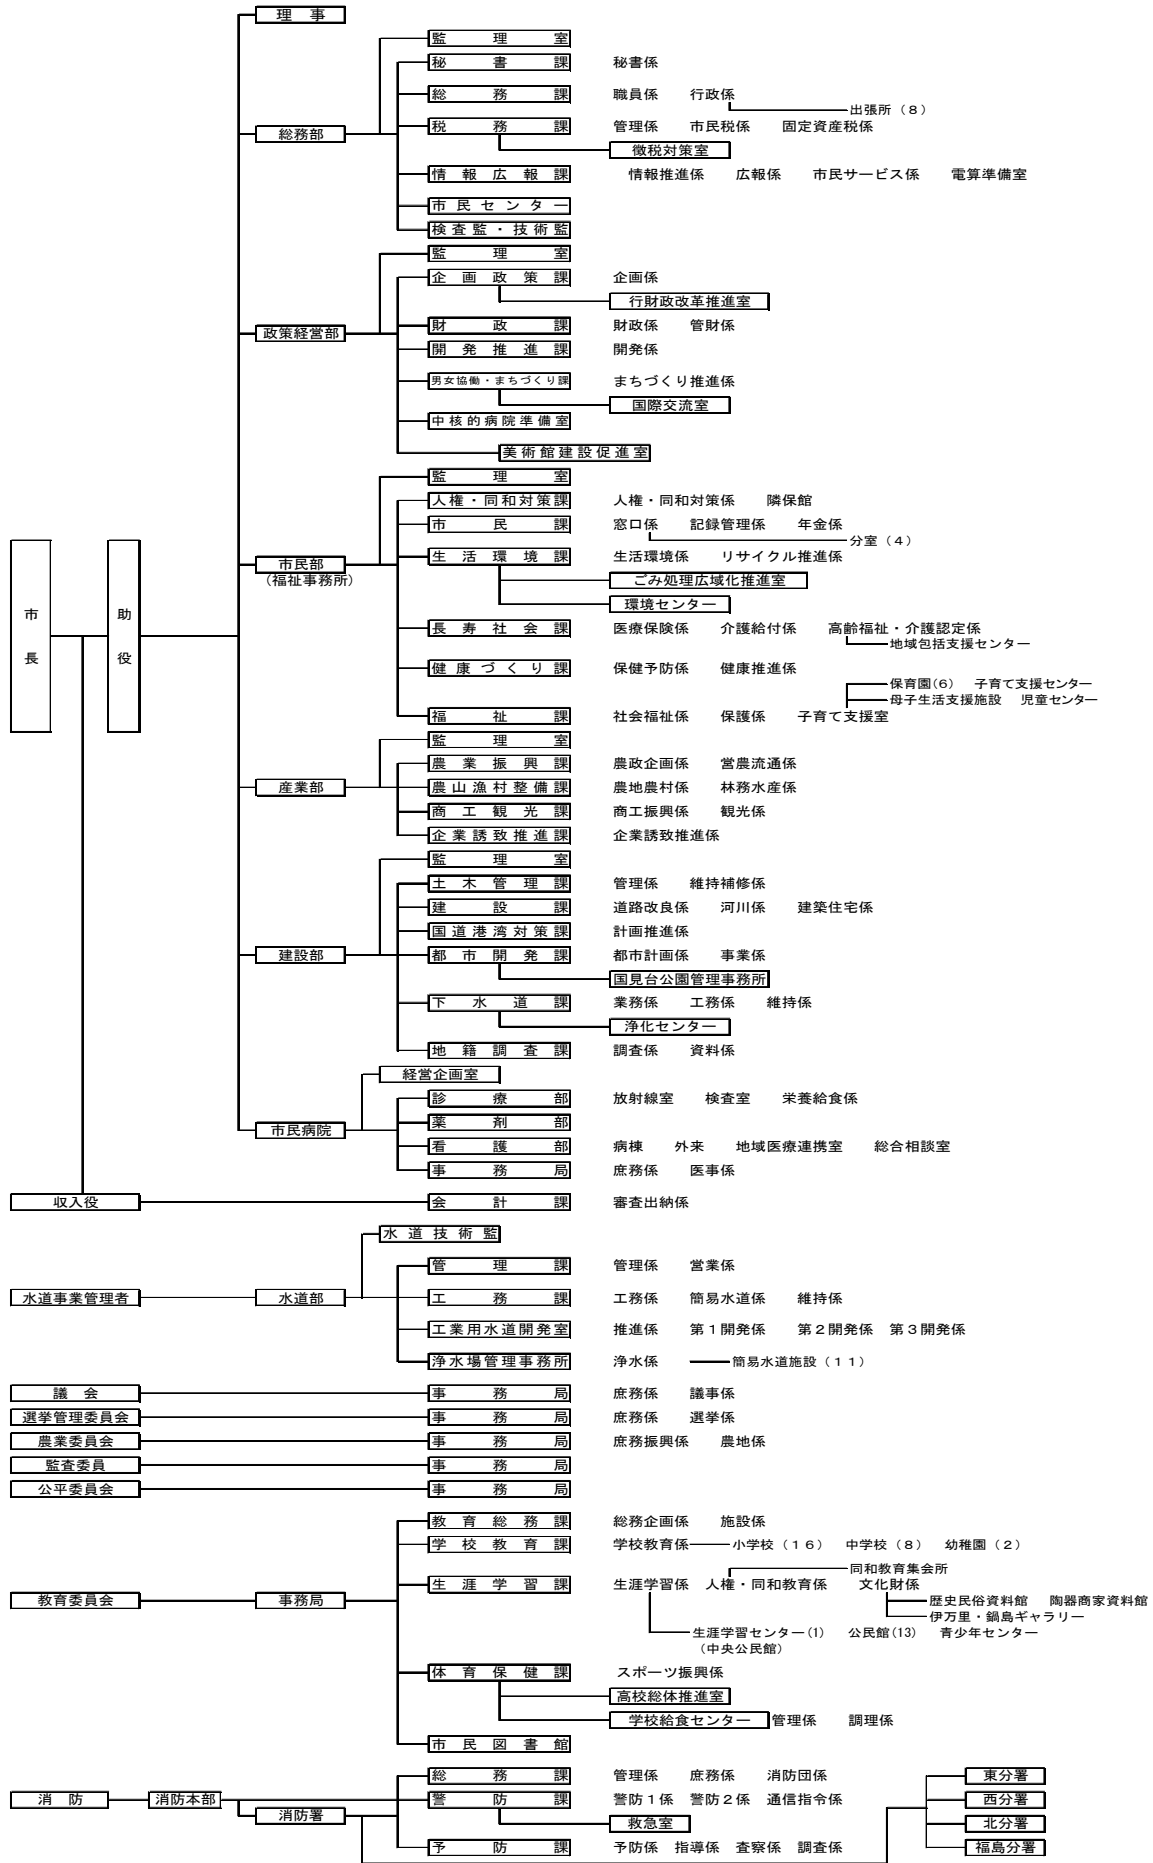 理事
監理室
秘書課 秘書係
総務課 職員係 行政係
出張所（8）
総務部
税務課 管理係 市民税係 固定資産税係
徴税対策室
情報広報課 情報推進係 広報係 市民サービス係 電算準備室
市民センター
検査監・技術監
監理室
企画政策課 企画係
行財政改革推進室
政策経営部
財政課 財政係 管財係
開発推進課 開発係
男女協働・まちづくり課 まちづくり推進係
国際交流室
中核的病院準備室
美術館建設促進室
監理室
人権・同和対策課 人権・同和対策係 隣保館
市民課 窓口係 記録管理係 年金係
分室（4）
市民部
（福祉事務所）
生活環境課 生活環境係 リサイクル推進係
ごみ処理広域化推進室
環境センター
市長
助役
長寿社会課 医療保険係 介護給付係 高齢福祉・介護認定係
地域包括支援センター
健康づくり課 保健予防係 健康推進係
保育園(6) 子育て支援センター
母子生活支援施設 児童センター
福祉課 社会福祉係 保護係 子育て支援室
監理室
農業振興課 農政企画係 営農流通係
産業部
農山漁村整備課 農地農村係 林務水産係
商工観光課 商工振興係 観光係
企業誘致推進課 企業誘致推進係
監理室
土木管理課 管理係 維持補修係
建設課 道路改良係 河川係 建築住宅係
国道港湾対策課 計画推進係
建設部
都市開発課 都市計画係 事業係
国見台公園管理事務所
下水道課 業務係 工務係 維持係
浄化センター
地籍調査課 調査係 資料係
経営企画室
診療部 放射線室 検査室 栄養給食係
市民病院
薬剤部
看護部 病棟 外来 地域医療連携室 総合相談室
事務局 庶務係 医事係
収入役 会計課 審査出納係
水道技術監
管理課 管理係 営業係
水道事業管理者 水道部 工務課 工務係 簡易水道係 維持係
工業用水道開発室 推進係 第１開発係 第２開発係 第３開発係
浄水場管理事務所 浄水係 簡易水道施設（11）
議会 事務局 庶務係 議事係
選挙管理委員会 事務局 庶務係 選挙係
農業委員会 事務局 庶務振興係 農地係
監査委員 事務局
公平委員会 事務局
教育総務課 総務企画係 施設係
学校教育課 学校教育係 小学校（16） 中学校（8） 幼稚園（2）
同和教育集会所
生涯学習課 生涯学習係 人権・同和教育係 文化財係
教育委員会 事務局
歴史民俗資料館 陶器商家資料館
伊万里・鍋島ギャラリー
生涯学習センター(1) 公民館(13) 青少年センター
（中央公民館）
体育保健課 スポーツ振興係
高校総体推進室
学校給食センター 管理係 調理係
市民図書館
総務課 管理係 庶務係 消防団係
東分署
消防 消防本部 警防課 警防１係 警防２係 通信指令係
西分署
消防署
救急室
北分署
予防課 予防係 指導係 査察係 調査係
福島分署